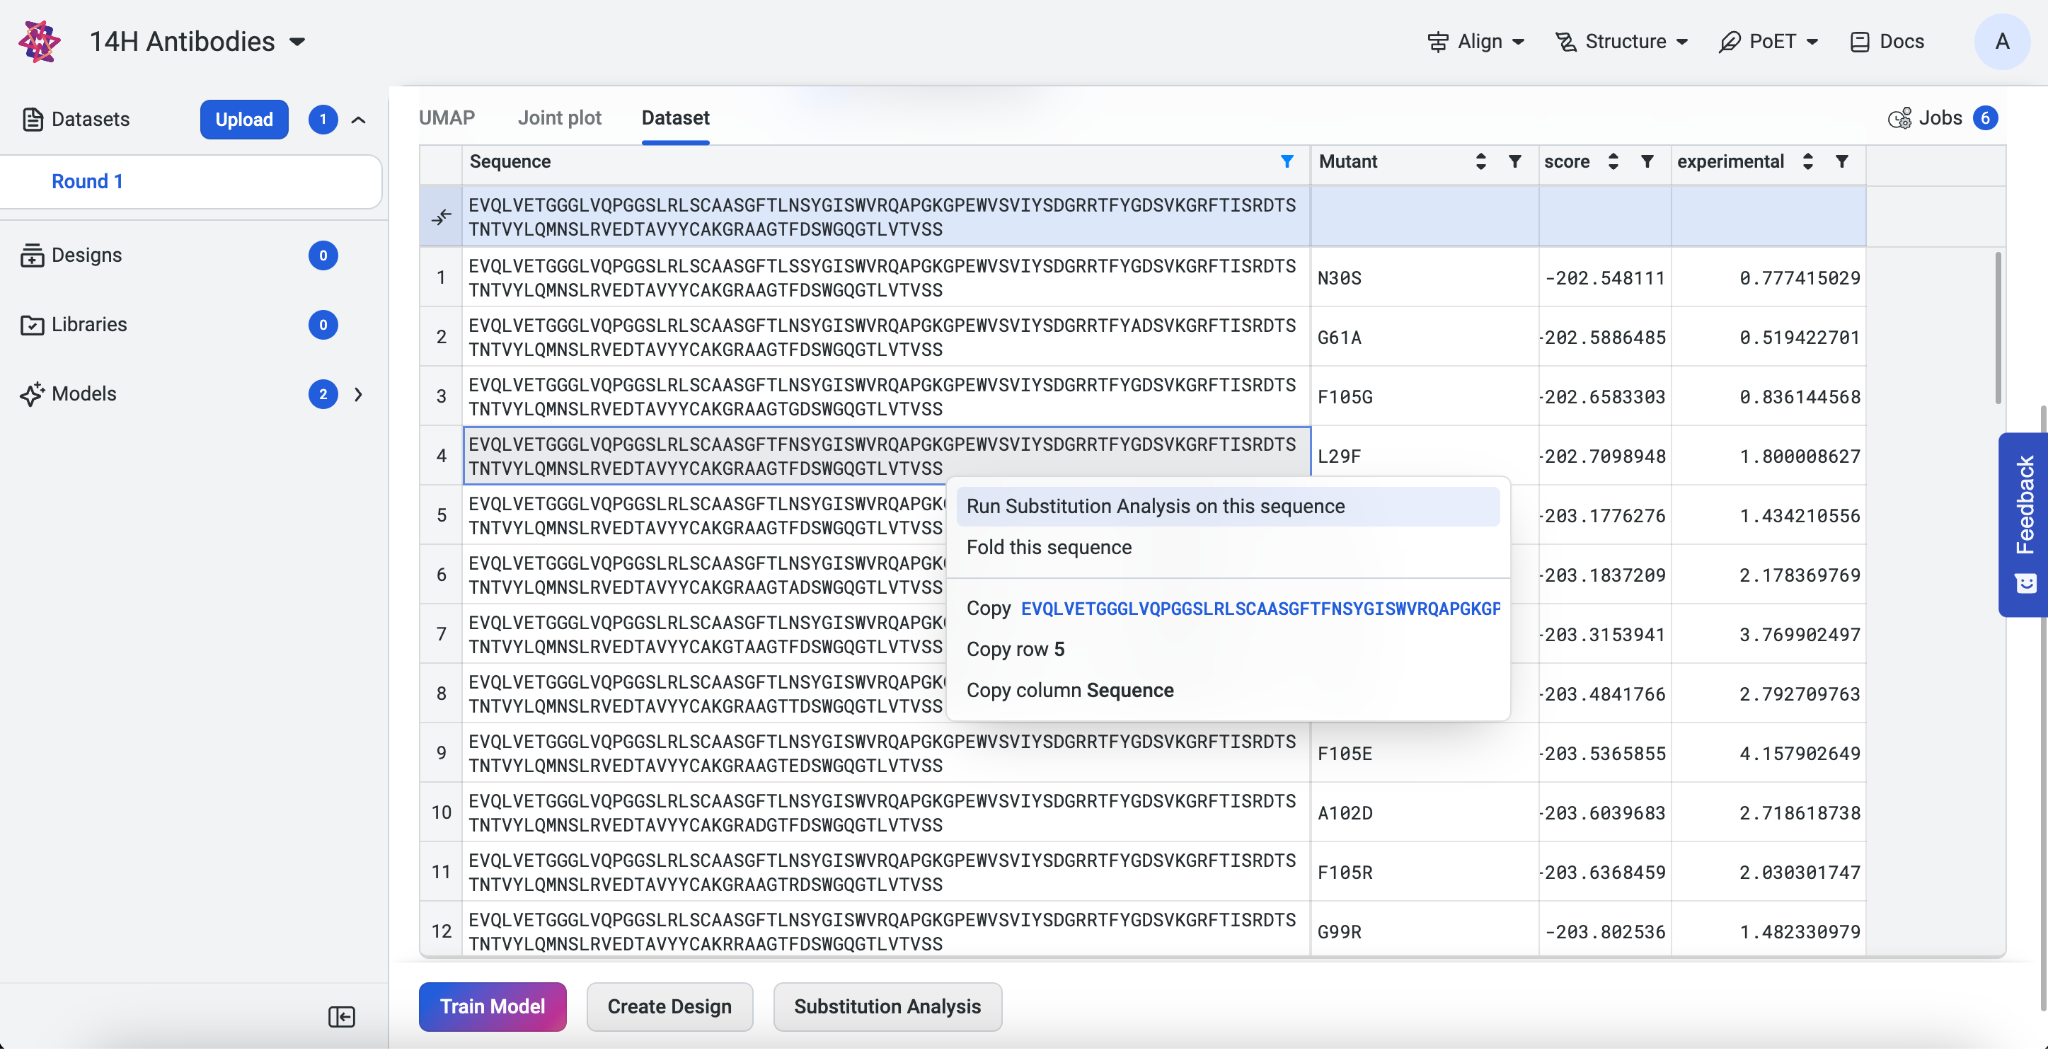 14H Antibodies
Align
Structure
PoET
Docs
A
Datasets
Upload
1
Round 1
Designs
0
Libraries
0
Models
2
UMAP
Joint plot
Dataset
Jobs
6
Sequence
Mutant
score
experimental
EVQLVETGGGLVQPGGSLRLSCAASGFTLNSYGISWVRQAPGKGPEWVSVIYSDGRRTFYGDSVKGRFTISRDTS
TNTVYLQMNSLRVEDTAVYYCAKGRAAGTFDSWGQGTLVTVSS
1
EVQLVETGGGLVQPGGSLRLSCAASGFTLSSYGISWVRQAPGKGPEWVSVIYSDGRRTFYGDSVKGRFTISRDTS
TNTVYLQMNSLRVEDTAVYYCAKGRAAGTFDSWGQGTLVTVSS
N30S
-202.548111
0.777415029
2
EVQLVETGGGLVQPGGSLRLSCAASGFTLNSYGISWVRQAPGKGPEWVSVIYSDGRRTFYADSVKGRFTISRDTS
TNTVYLQMNSLRVEDTAVYYCAKGRAAGTFDSWGQGTLVTVSS
G61A
-202.5886485
0.519422701
3
EVQLVETGGGLVQPGGSLRLSCAASGFTLNSYGISWVRQAPGKGPEWVSVIYSDGRRTFYGDSVKGRFTISRDTS
TNTVYLQMNSLRVEDTAVYYCAKGRAAGTGDSWGQGTLVTVSS
F105G
-202.6583303
0.836144568
4
EVQLVETGGGLVQPGGSLRLSCAASGFTFNSYGISWVRQAPGKGPEWVSVIYSDGRRTFYGDSVKGRFTISRDTS
TNTVYLQMNSLRVEDTAVYYCAKGRAAGTFDSWGQGTLVTVSS
L29F
-202.7098948
1.800008627
5
EVQLVETGGGLVQPGGSLRLSCAASGFTLNSYGISWVRQAPGK
TNTVYLQMNSLRVEDTAVYYCAKGRAAGTFDSWGQGTLVTVSS
-203.1776276
1.434210556
6
EVQLVETGGGLVQPGGSLRLSCAASGFTLNSYGISWVRQAPGK
TNTVYLQMNSLRVEDTAVYYCAKGRAAGTADSWGQGTLVTVSS
-203.1837209
2.178369769
7
EVQLVETGGGLVQPGGSLRLSCAASGFTLNSYGISWVRQAPGK
TNTVYLQMNSLRVEDTAVYYCAKGTAAGTFDSWGQGTLVTVSS
-203.3153941
3.769902497
8
EVQLVETGGGLVQPGGSLRLSCAASGFTLNSYGISWVRQAPGK
TNTVYLQMNSLRVEDTAVYYCAKGRAAGTTDSWGQGTLVTVSS
-203.4841766
2.792709763
9
EVQLVETGGGLVQPGGSLRLSCAASGFTLNSYGISWVRQAPGKGPEWVSVIYSDGRRTFYGDSVKGRFTISRDTS
TNTVYLQMNSLRVEDTAVYYCAKGRAAGTEDSWGQGTLVTVSS
F105E
-203.5365855
4.157902649
10
EVQLVETGGGLVQPGGSLRLSCAASGFTLNSYGISWVRQAPGKGPEWVSVIYSDGRRTFYGDSVKGRFTISRDTS
TNTVYLQMNSLRVEDTAVYYCAKGRADGTFDSWGQGTLVTVSS
A102D
-203.6039683
2.718618738
11
EVQLVETGGGLVQPGGSLRLSCAASGFTLNSYGISWVRQAPGKGPEWVSVIYSDGRRTFYGDSVKGRFTISRDTS
TNTVYLQMNSLRVEDTAVYYCAKGRAAGTRDSWGQGTLVTVSS
F105R
-203.6368459
2.030301747
12
EVQLVETGGGLVQPGGSLRLSCAASGFTLNSYGISWVRQAPGKGPEWVSVIYSDGRRTFYGDSVKGRFTISRDTS
TNTVYLQMNSLRVEDTAVYYCAKRRAAGTFDSWGQGTLVTVSS
G99R
-203.802536
1.482330979
Run Substitution Analysis on this sequence
Fold this sequence
Copy EVQLVETGGGLVQPGGSLRLSCAASGFTFNSYGISWVRQAPGKGP
Copy row 5
Copy column Sequence
Feedback
Train Model
Create Design
Substitution Analysis